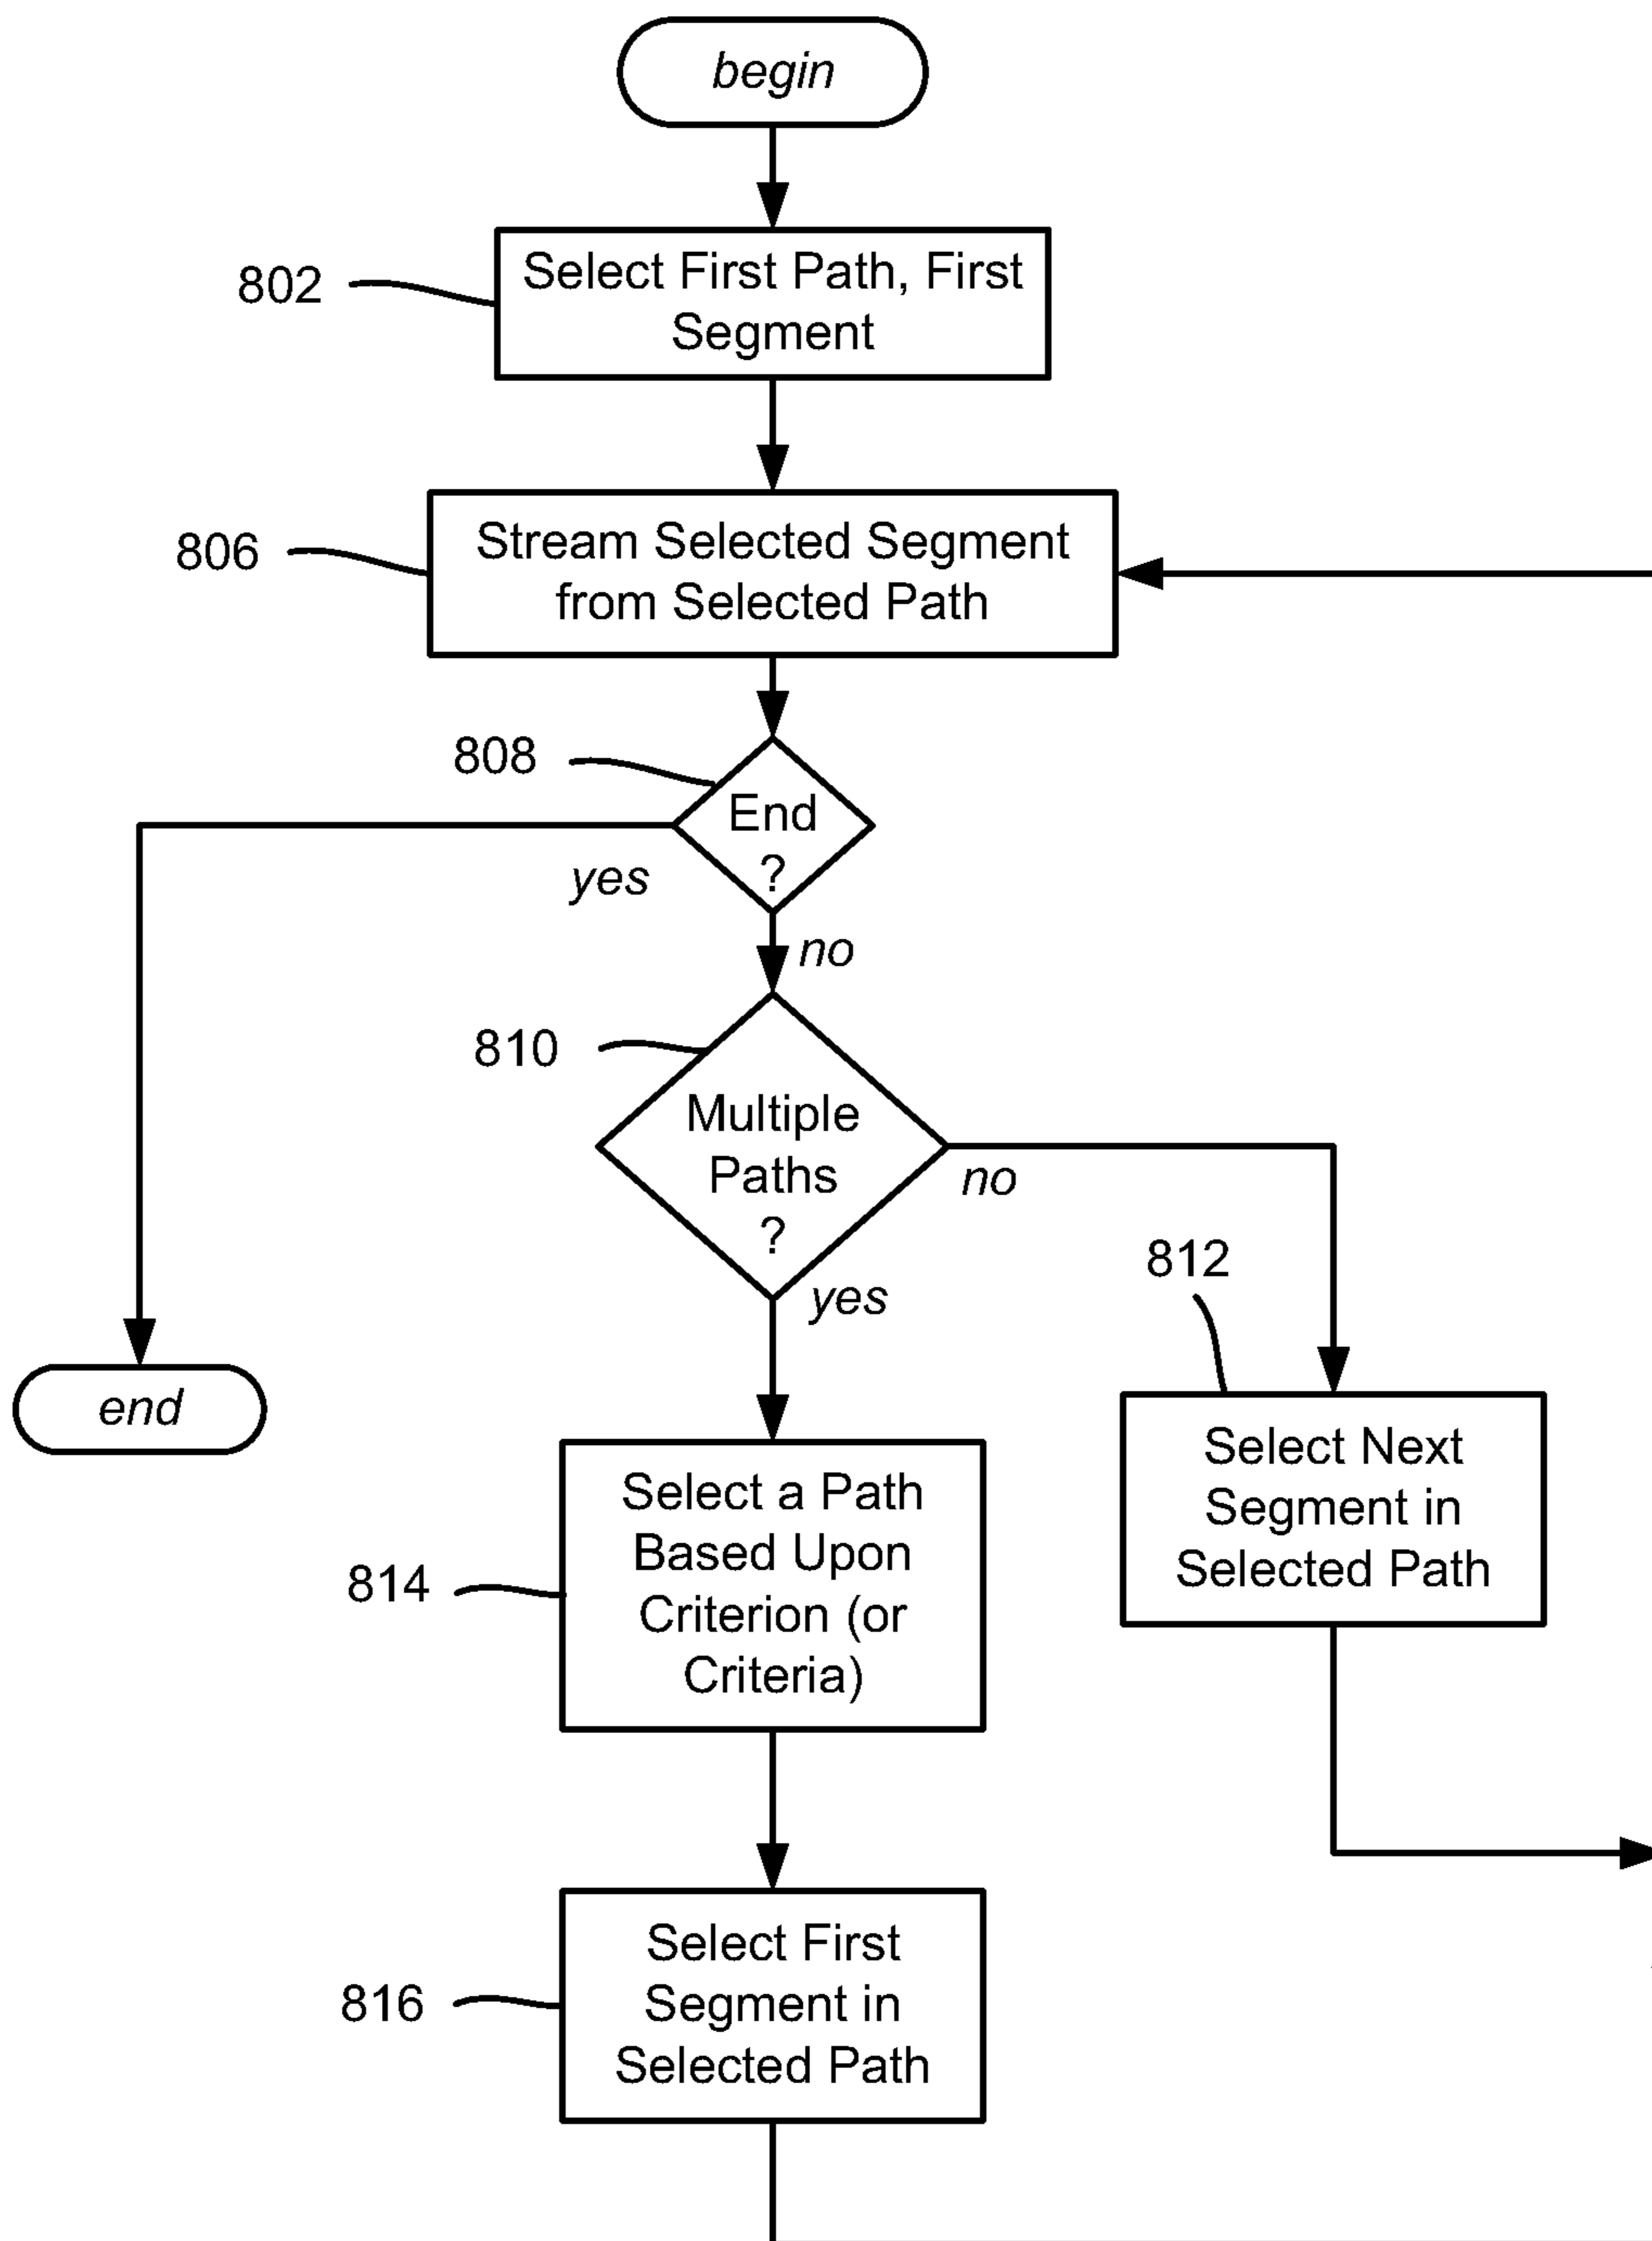 begin
802
Select First Path, First
Segment
806
Stream Selected Segment
from Selected Path
808
End
?
yes
no
810
Multiple
Paths
?
no
yes
812
end
Select Next
Segment in
Selected Path
814
Select a Path
Based Upon
Criterion (or
Criteria)
816
Select First
Segment in
Selected Path